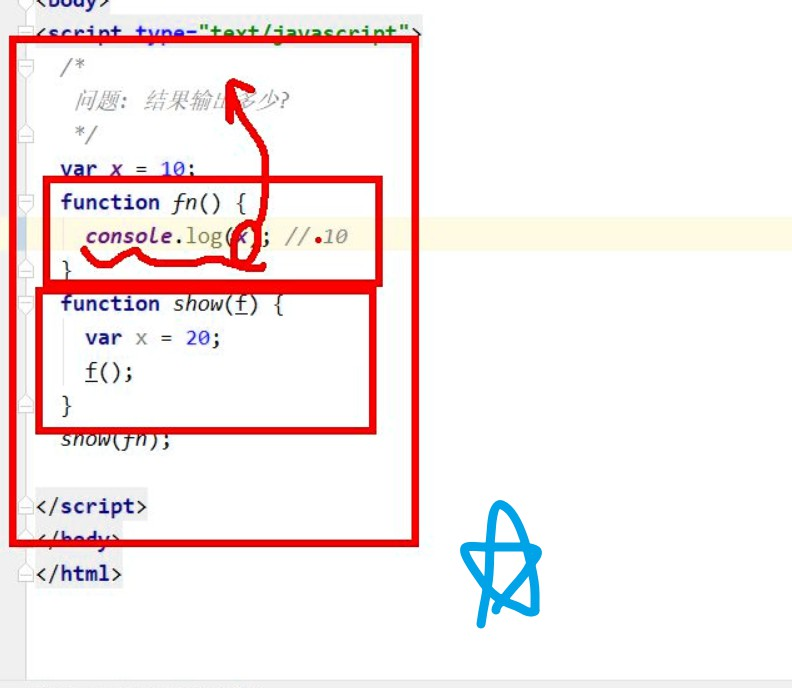 <body>
<script type="text/javascript">
/*
问题: 结果输出多少?
*/
var x = 10;
function fn() {
console.log(x); // 10
}
function show(f) {
var x = 20;
f();
}
show(fn);
</script>
</body>
</html>